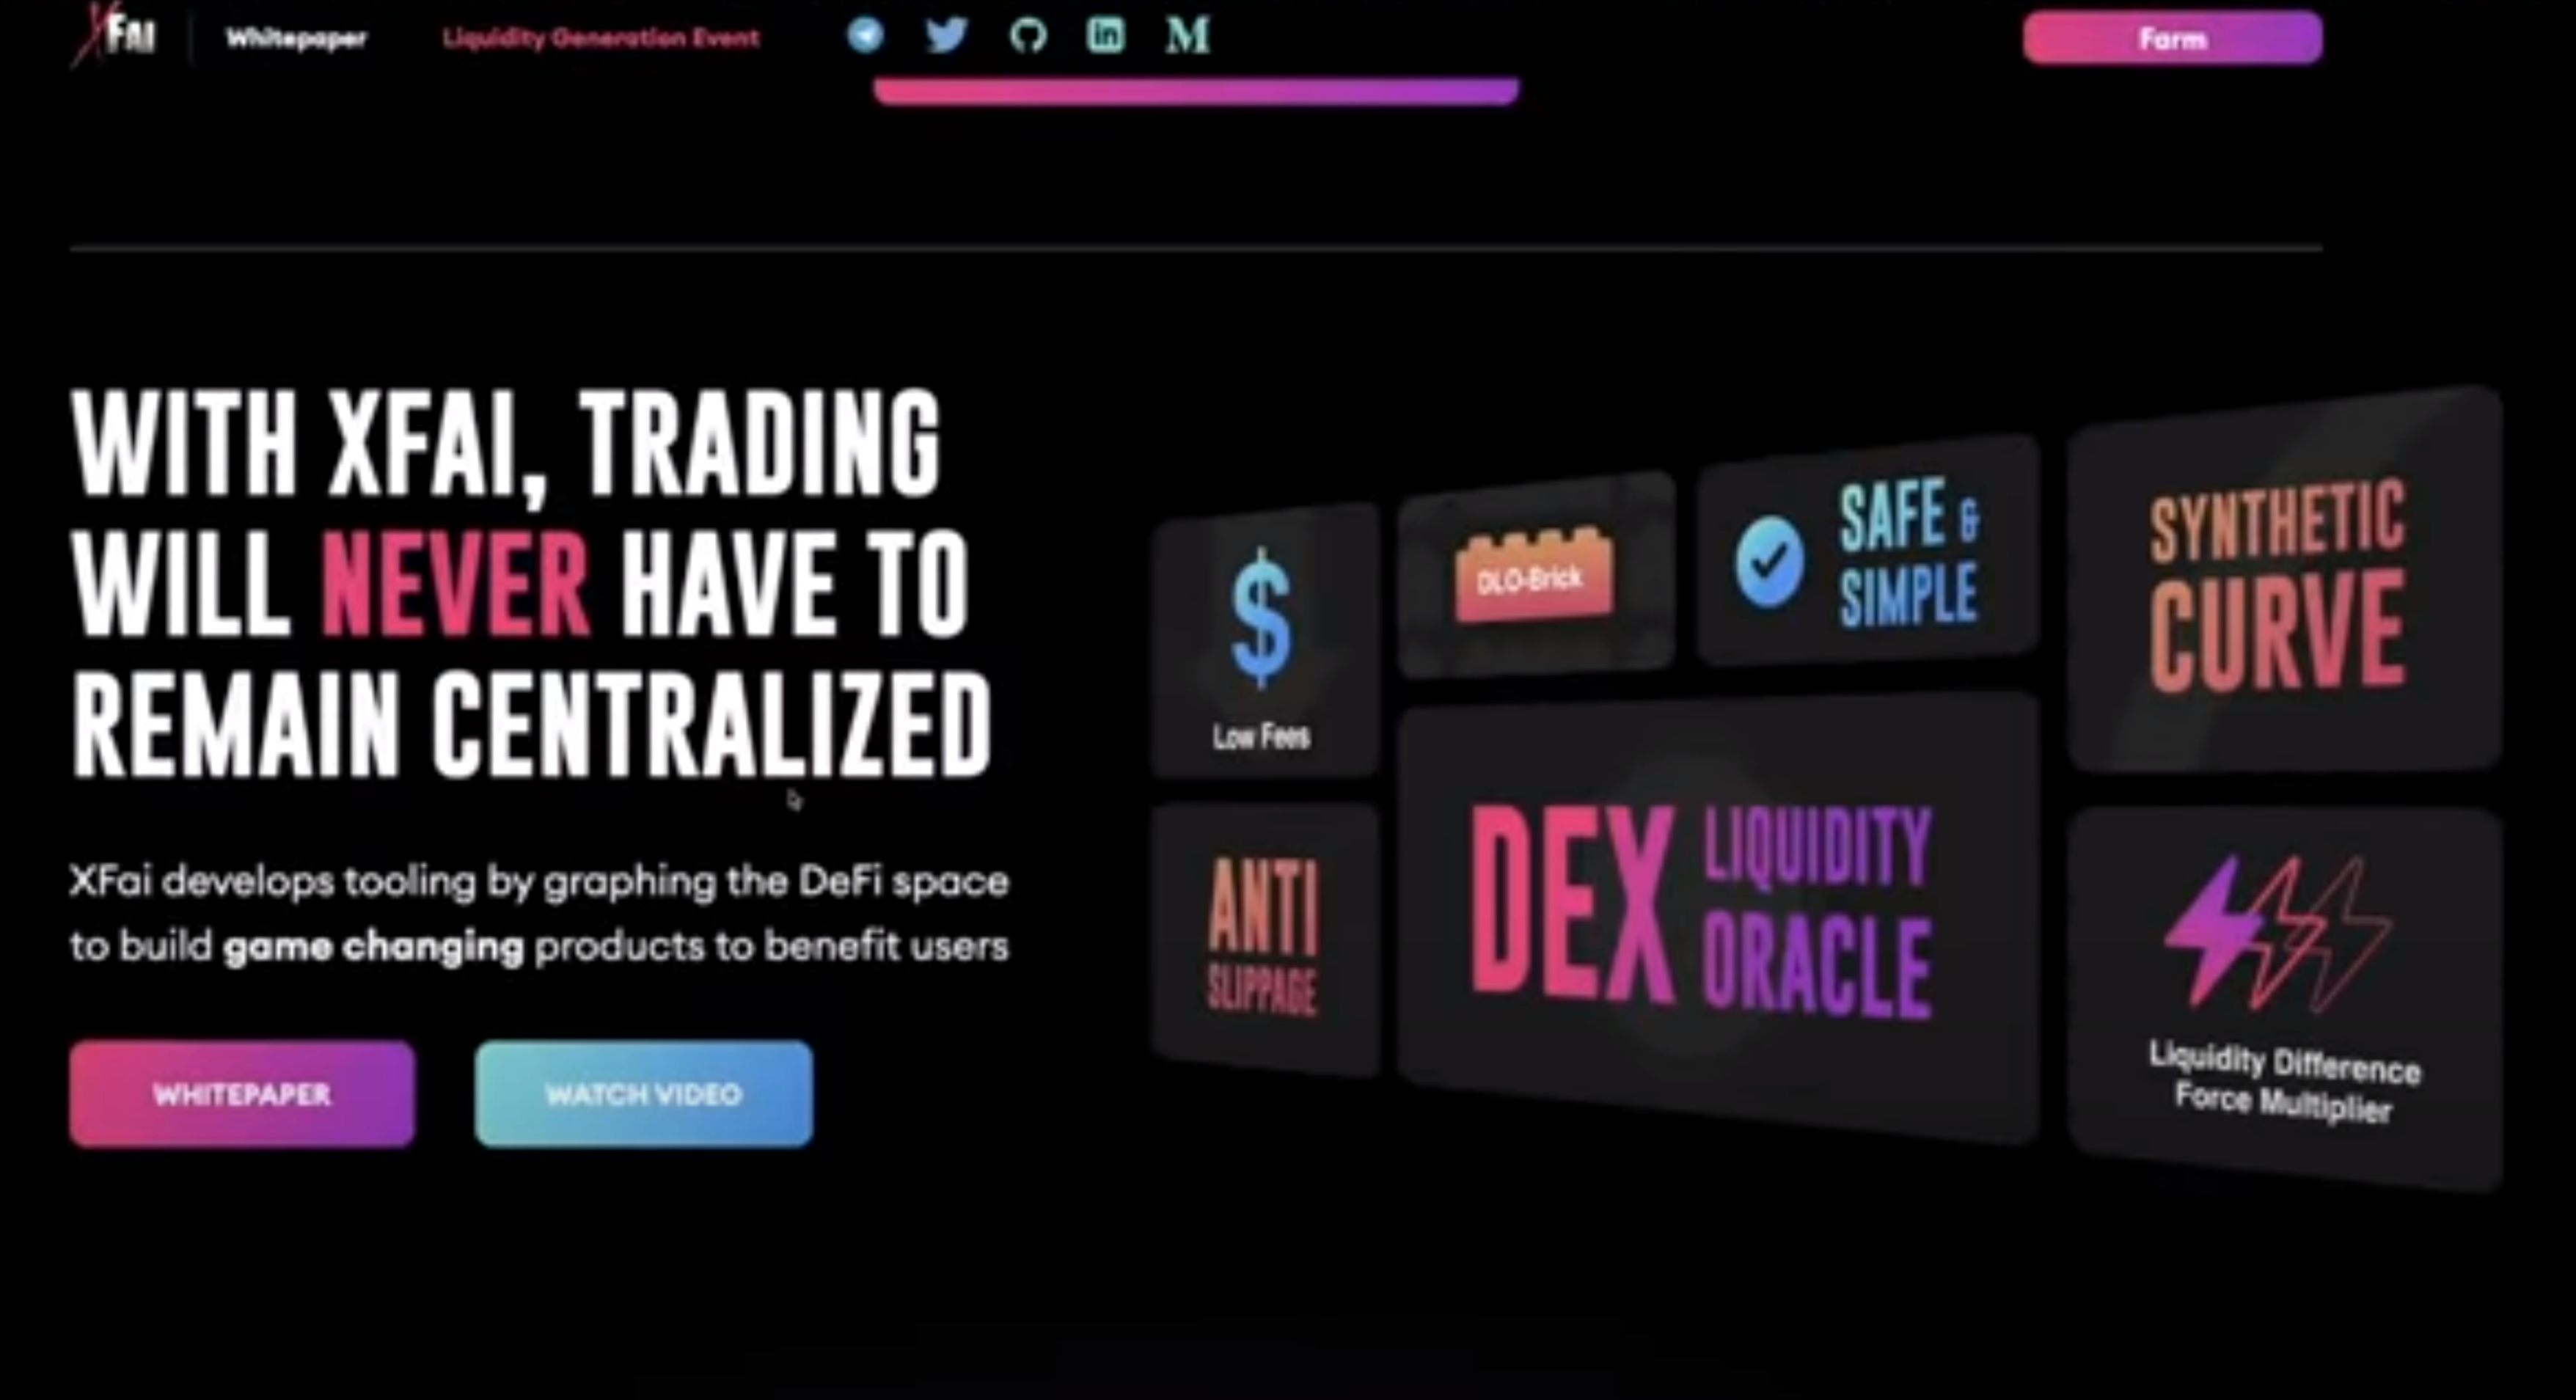 XFAI
Whitepaper
Liquidity Generation Event
M
Farm
WITH XFAI, TRADING
WILL NEVER HAVE TO
REMAIN CENTRALIZED
XFai develops tooling by graphing the DeFi space
to build game changing products to benefit users
WHITEPAPER
WATCH VIDEO
$
Low Fees
DLO-Brick
SAFE &
SIMPLE
SYNTHETIC
CURVE
ANTI
SLIPPAGE
DEX LIQUIDITY
ORACLE
Liquidity Difference
Force Multiplier